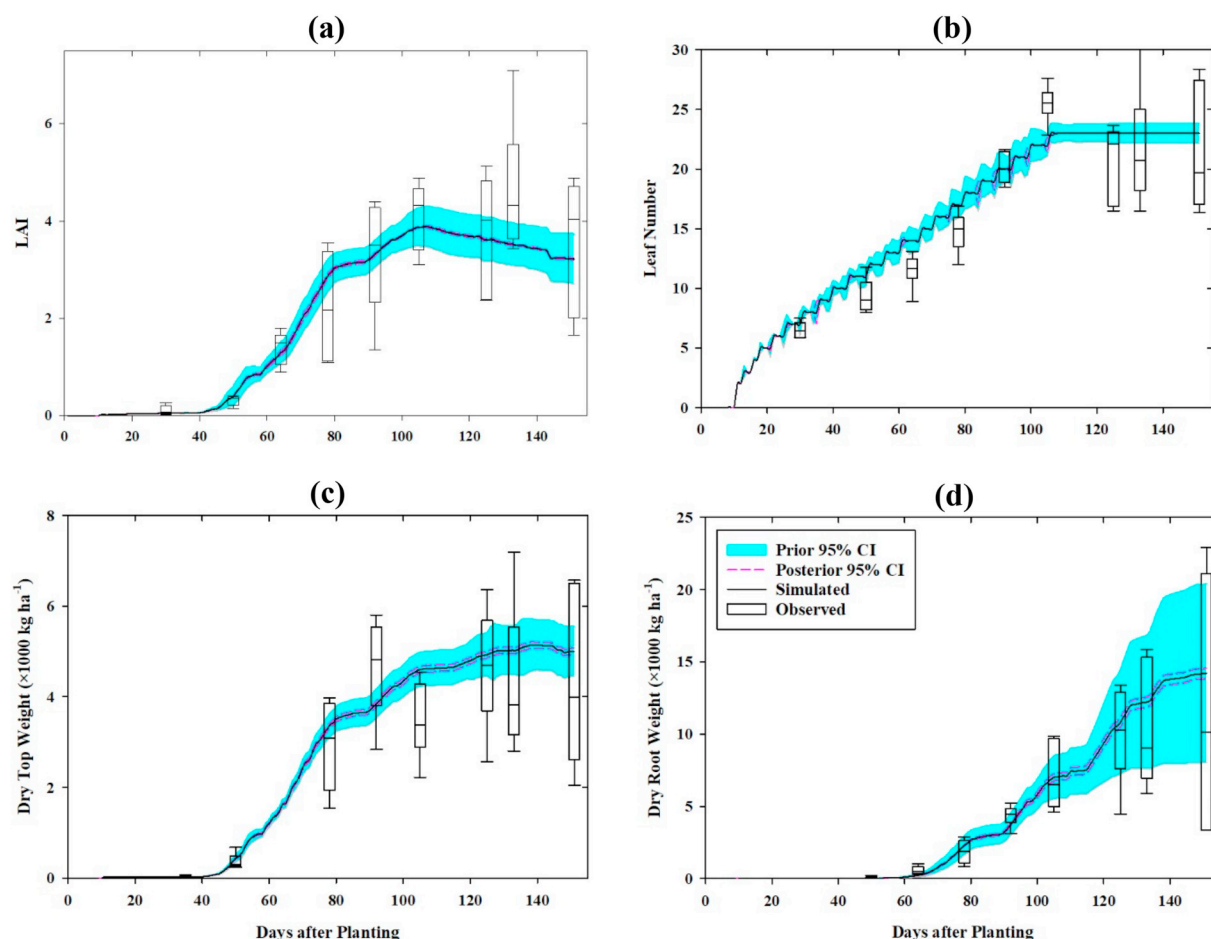 (a)
6
4
2
0
LAI
0 20 40 60 80 100 120 140
(b)
30
25
20
15
10
5
0
Leaf Number
0 20 40 60 80 100 120 140
(c)
8
6
4
2
0
Dry Top Weight (×1000 kg ha⁻¹)
0 20 40 60 80 100 120 140
Days after Planting
(d)
25
20
15
10
5
0
Dry Root Weight (×1000 kg ha⁻¹)
Prior 95% CI
Posterior 95% CI
Simulated
Observed
0 20 40 60 80 100 120 140
Days after Planting